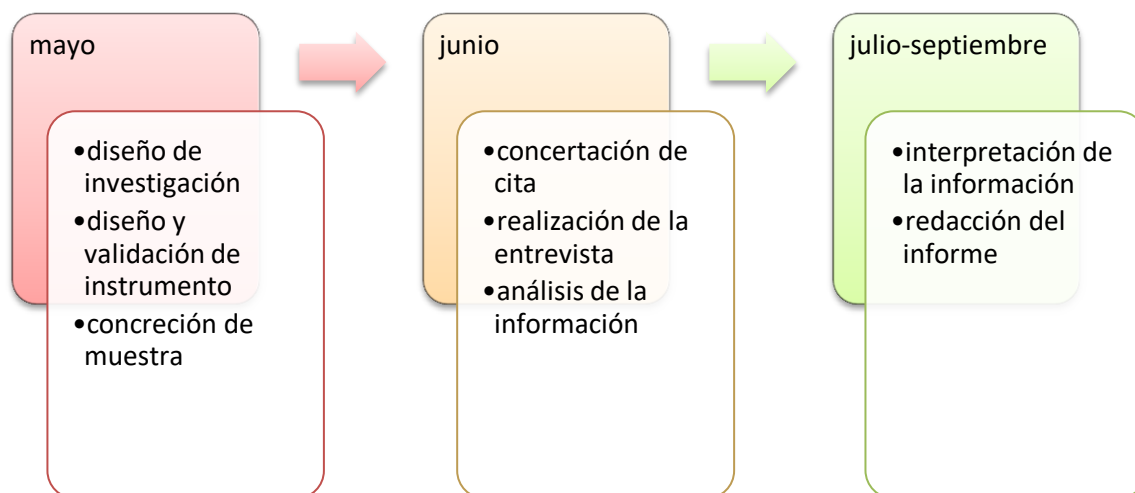 mayo
•diseño de
investigación
•diseño y
validación de
instrumento
•concreción de
muestra
junio
•concertación de
cita
•realización de la
entrevista
•análisis de la
información
julio-septiembre
•interpretación de
la información
•redacción del
informe